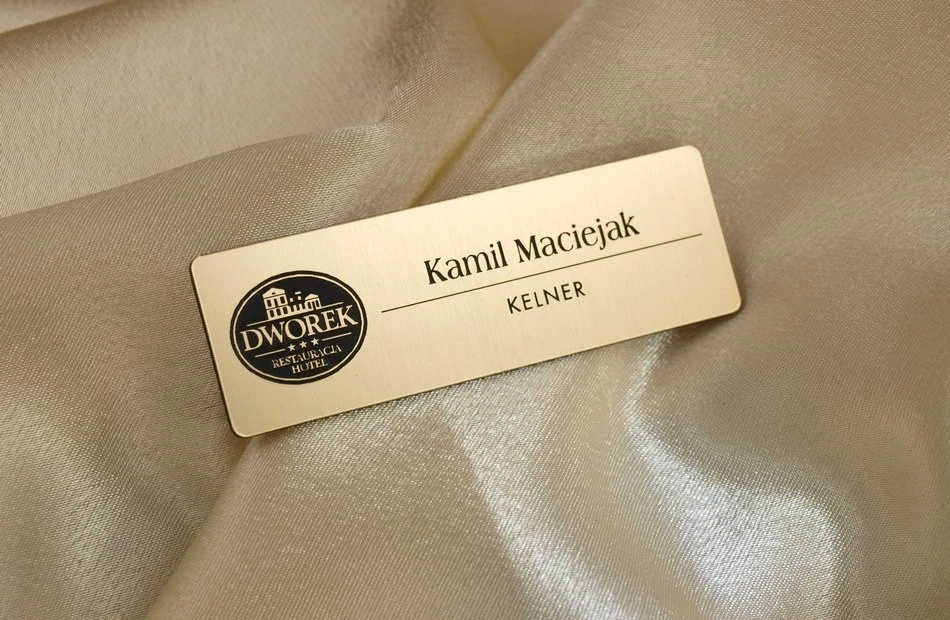 DWOREK
RESTAURACJA
HOTEL
Kamil Maciejak
KELNER